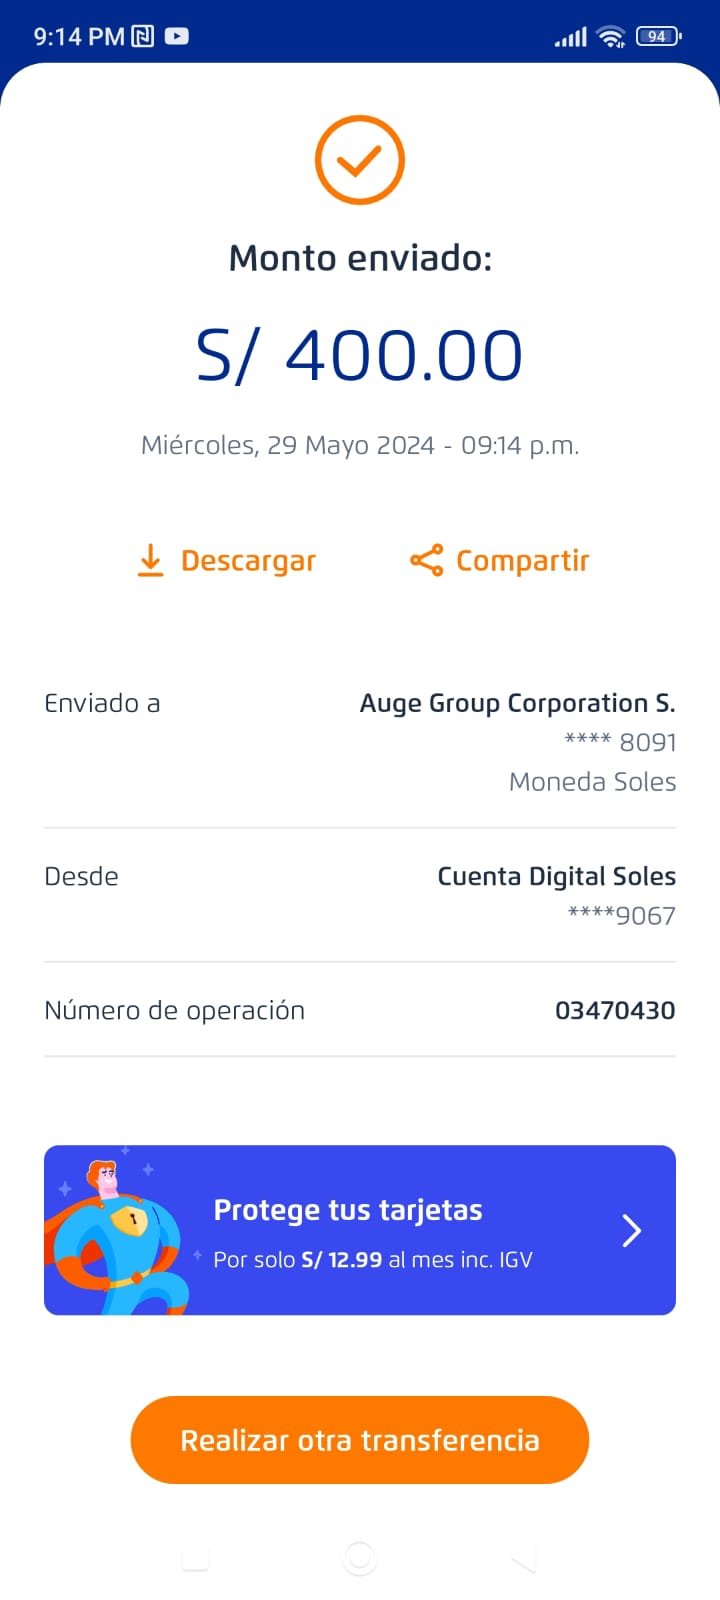 9:14 PM
94
Monto enviado:
S/ 400.00
Miércoles, 29 Mayo 2024 - 09:14 p.m.
Descargar
Compartir
Enviado a
Auge Group Corporation S.
**** 8091
Moneda Soles
Desde
Cuenta Digital Soles
****9067
Número de operación
03470430
Protege tus tarjetas
Por solo S/ 12.99 al mes inc. IGV
Realizar otra transferencia